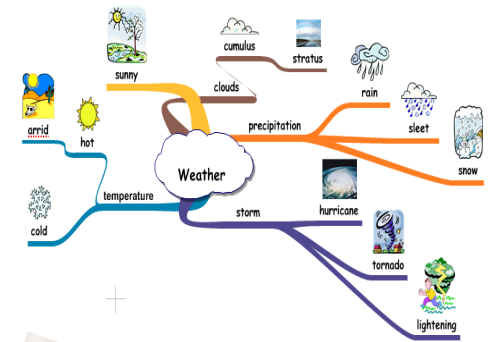 cumulus
stratus
sunny
clouds
rain
precipitation
sleet
arrid
hot
snow
Weather
temperature
storm
hurricane
cold
tornado
lightening